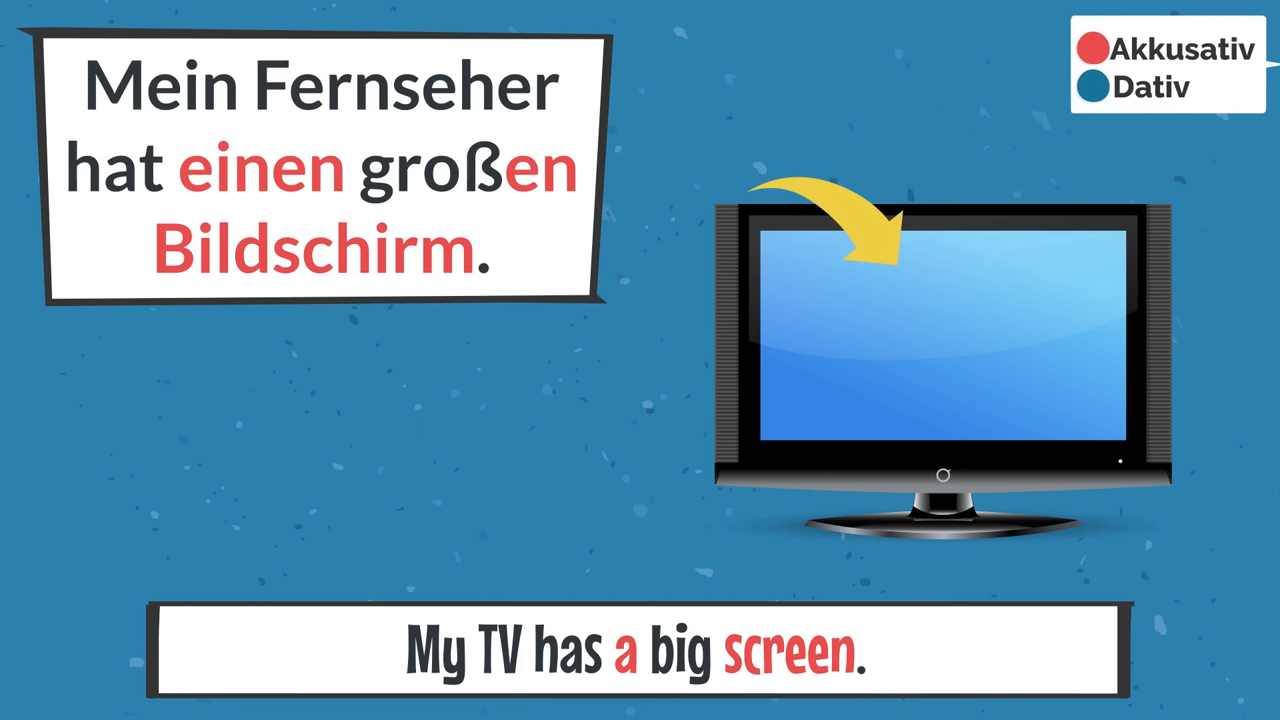 Mein Fernseher
hat einen großen
Bildschirm.
Akkusativ
Dativ
My TV has a big screen.